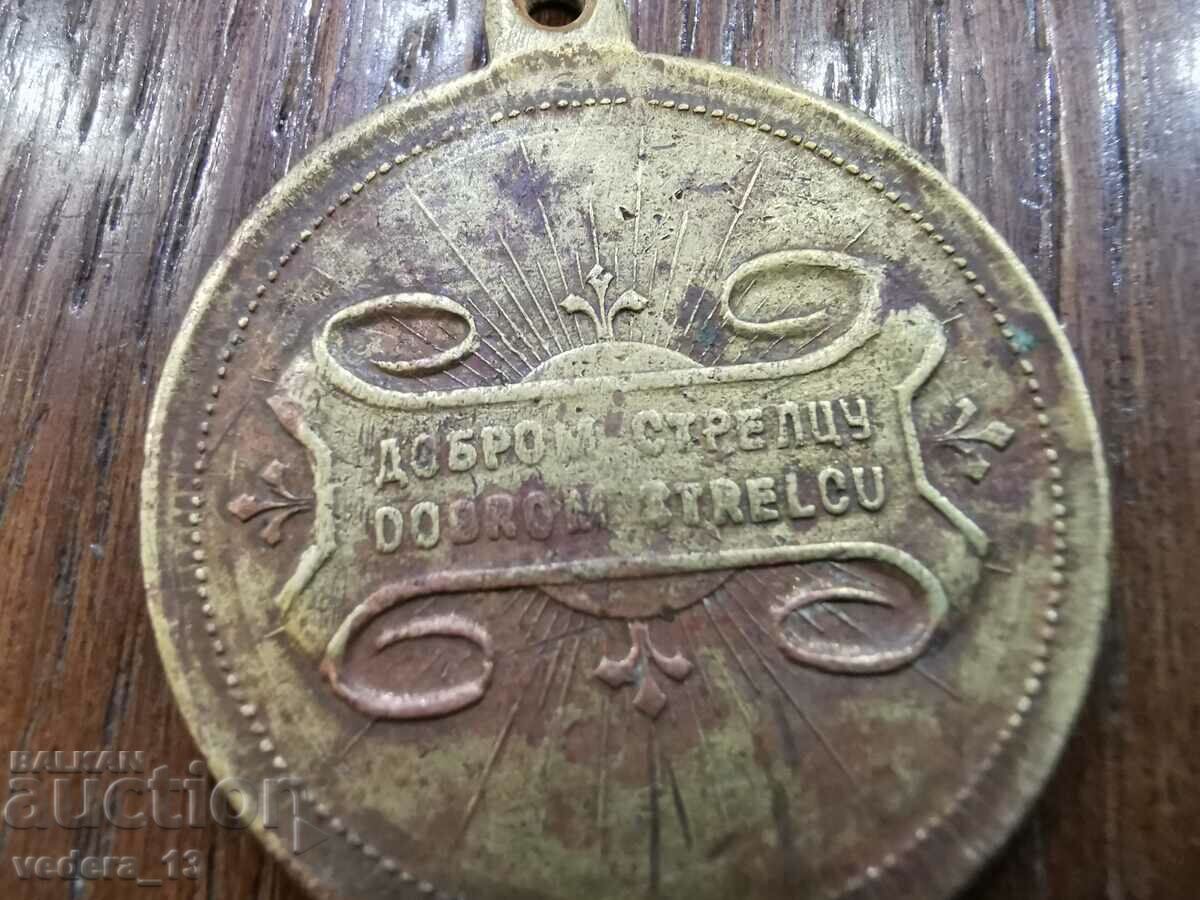 ДОБРОМ СТРЕЛЦУ
DOBROM STRELCU
BALKAN
auction
vedera_13